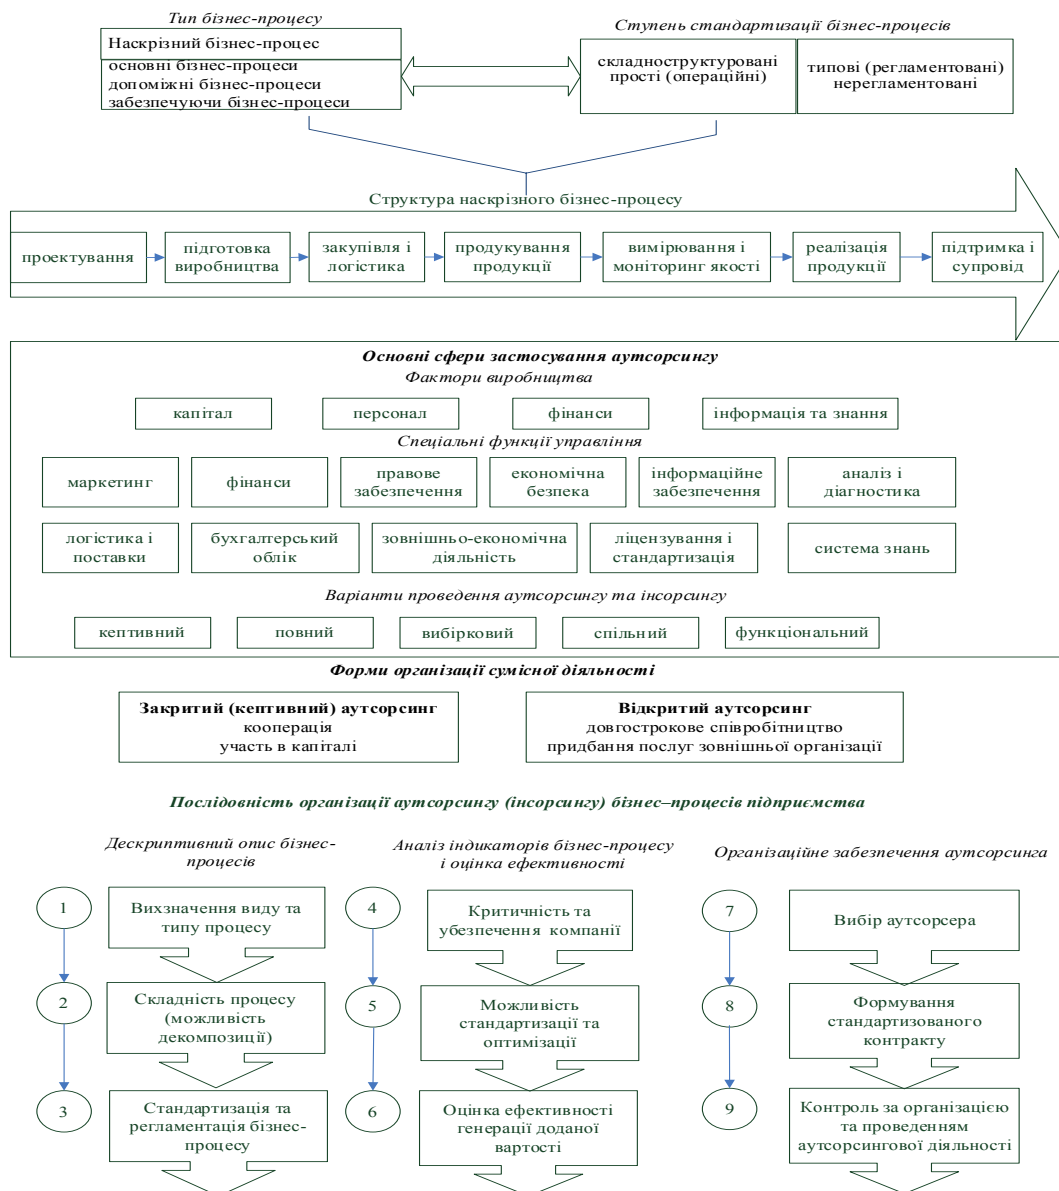 Тип бізнес-процесу
Ступень стандартизації бізнес-процесів
Наскрізний бізнес-процес
основні бізнес-процеси
допоміжні бізнес-процеси
забезпечуючи бізнес-процеси
складноструктуровані
прості (операційні)
типові (регламентовані)
нерегламентовані
Структура наскрізного бізнес-процесу
проектування
підготовка
виробництва
закупівля і
логістика
продукування
продукції
вимірювання і
моніторинг якості
реалізація
продукції
підтримка і
супровід
Основні сфери застосування аутсорсингу
Фактори виробництва
капітал
персонал
фінанси
інформація та знання
Спеціальні функції управління
маркетинг
фінанси
правове
забезпечення
економічна
безпека
інформаційне
забезпечення
аналіз і
діагностика
логістика і
поставки
бухгалтерський
облік
зовнішньо-економічна
діяльність
ліцензування і
стандартизація
система знань
Варіанти проведення аутсорсингу та інсорсингу
кептивний
повний
вибірковий
спільний
функціональний
Форми організації сумісної діяльності
Закритий (кептивний) аутсорсинг
кооперація
участь в капіталі
Відкритий аутсорсинг
довгострокове співробітництво
придбання послуг зовнішньої організації
Послідовність організації аутсорсингу (інсорсингу) бізнес–процесів підприємства
Дескриптивний опис бізнес-
процесів
1
Вихзначення виду та
типу процесу
2
Складність процесу
(можливість
декомпозиції)
3
Стандартизація та
регламентація бізнес-
процесу
Аналіз індикаторів бізнес-процесу
і оцінка ефективності
4
Критичність та
убезпечення компанії
5
Можливість
стандартизації та
оптимізації
6
Оцінка ефективності
генерації доданої
вартості
Організаційне забезпечення аутсорсинга
7
Вибір аутсорсера
8
Формування
стандартизованого
контракту
9
Контроль за організацією
та проведенням
аутсорсингової діяльності